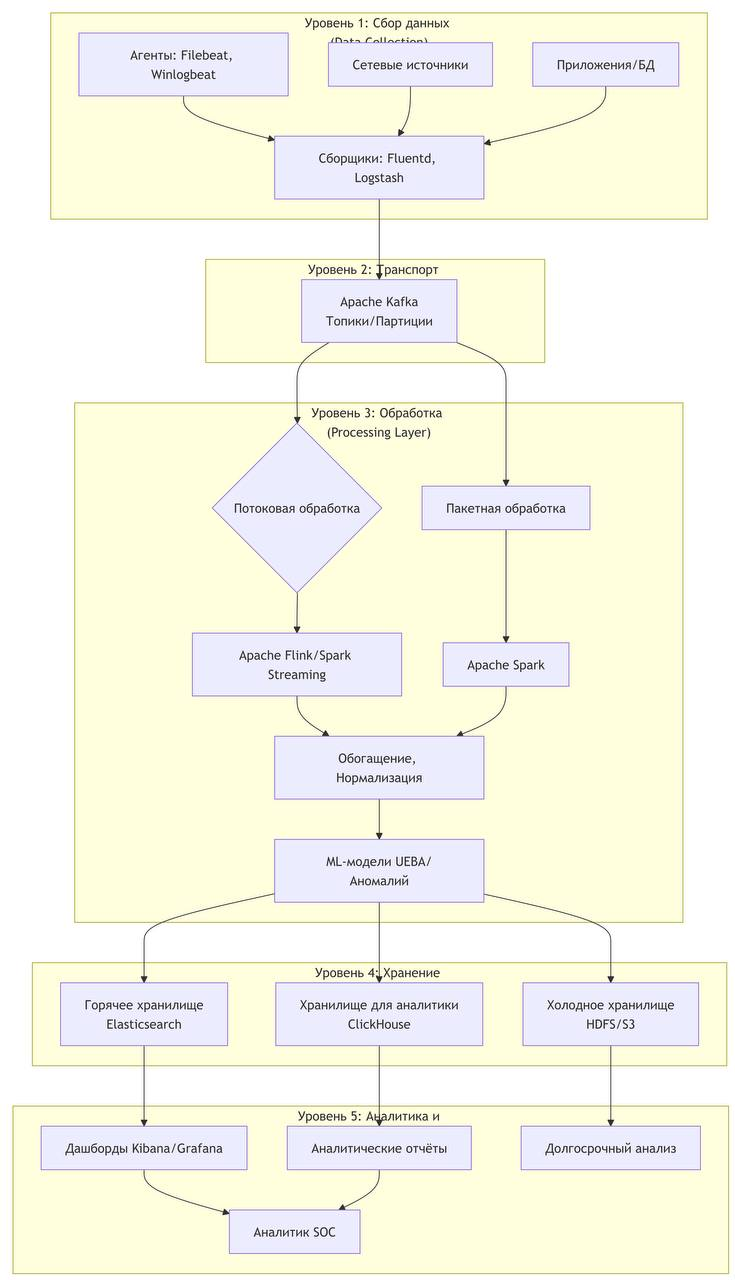 Уровень 1: Сбор данных
(Data Collection)
Агенты: Filebeat,
Winlogbeat
Сетевые источники
Приложения/БД
Сборщики: Fluentd,
Logstash
Уровень 2: Транспорт
Apache Kafka
Топики/Партиции
Уровень 3: Обработка
(Processing Layer)
Потоковая обработка
Пакетная обработка
Apache Flink/Spark
Streaming
Apache Spark
Обогащение,
Нормализация
ML-модели UEBA/
Аномалий
Уровень 4: Хранение
Горячее хранилище
Elasticsearch
Хранилище для аналитики
ClickHouse
Холодное хранилище
HDFS/S3
Уровень 5: Аналитика и
Дашборды Kibana/Grafana
Аналитические отчёты
Долгосрочный анализ
Аналитик SOC